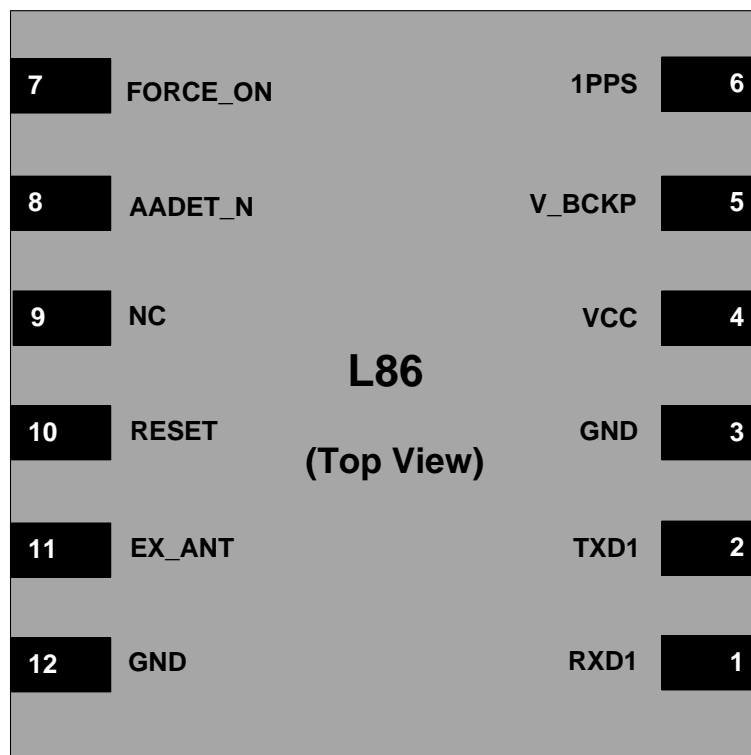 7 FORCE_ON 1PPS 6
8 AADET_N V_BCKP 5
9 NC VCC 4
L86
10 RESET GND 3
(Top View)
11 EX_ANT TXD1 2
12 GND RXD1 1